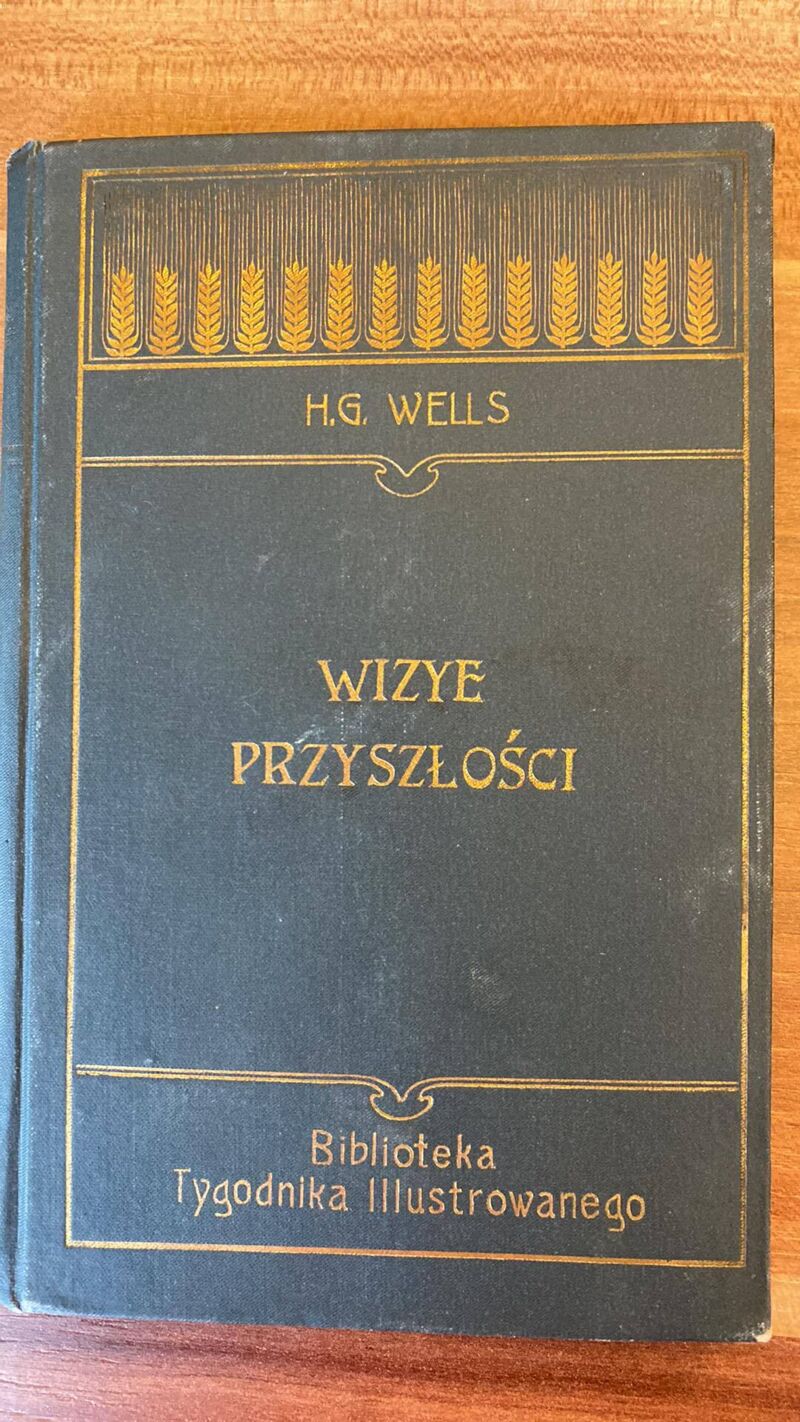 H.G. WELLS
WIZYE
PRZYSZŁOŚCI
Biblioteka
Tygodnika Illustrowanego